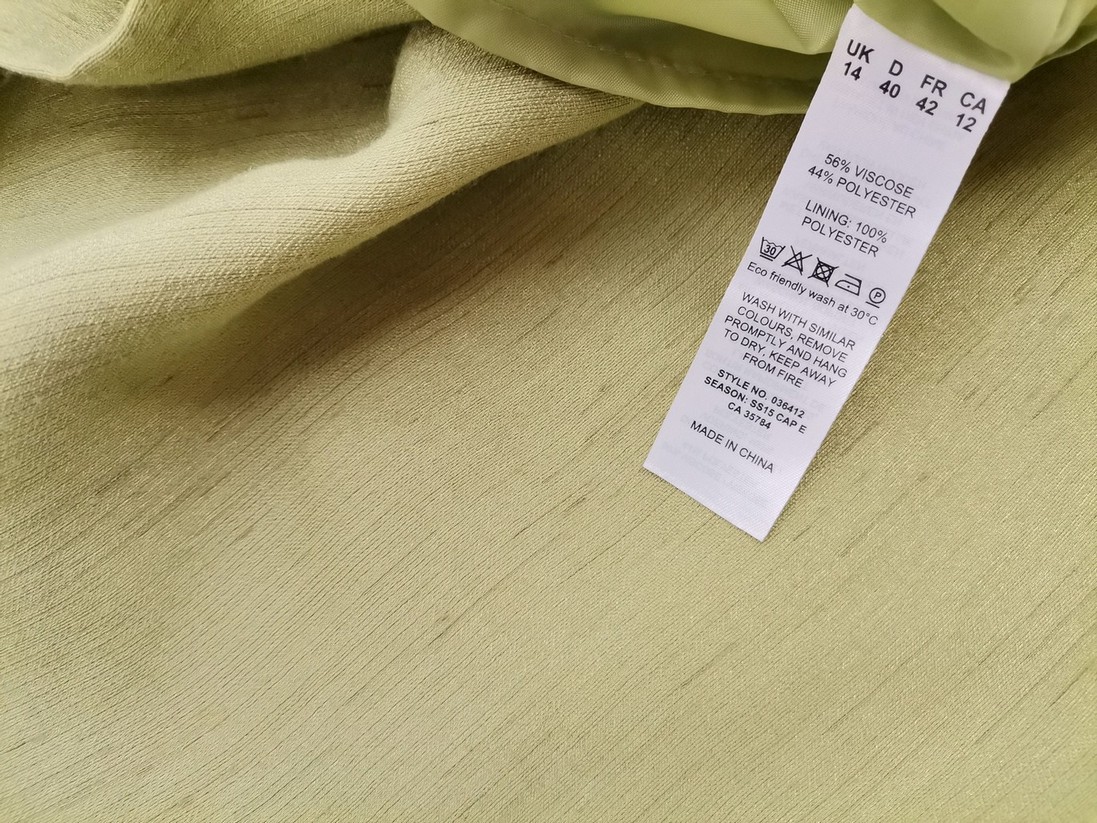 UK D FR CA
14 40 42 12
56% VISCOSE
44% POLYESTER
LINING: 100%
POLYESTER
30 P
Eco friendly wash at 30°C
WASH WITH SIMILAR
COLOURS, REMOVE
PROMPTLY AND HANG
TO DRY, KEEP AWAY
FROM FIRE
STYLE NO. 036412
SEASON: SS15 CAP E
CA 35784
MADE IN CHINA